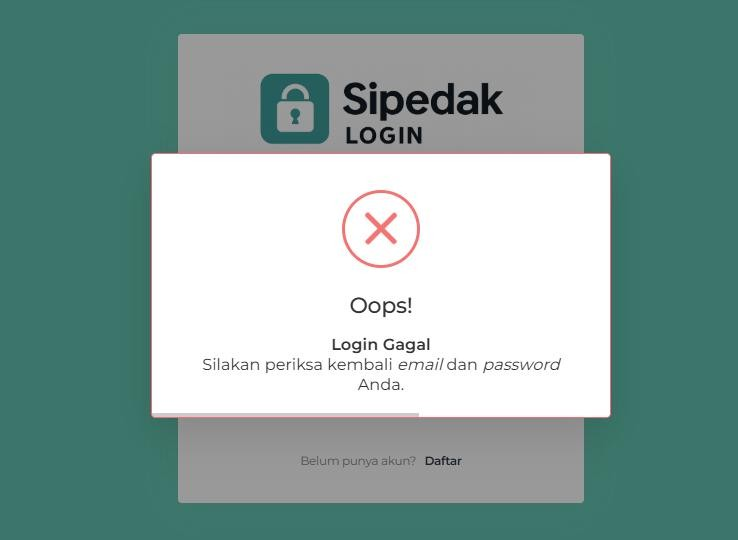 Sipedak
LOGIN
Oops!
Login Gagal
Silakan periksa kembali email dan password
Anda.
Belum punya akun? Daftar